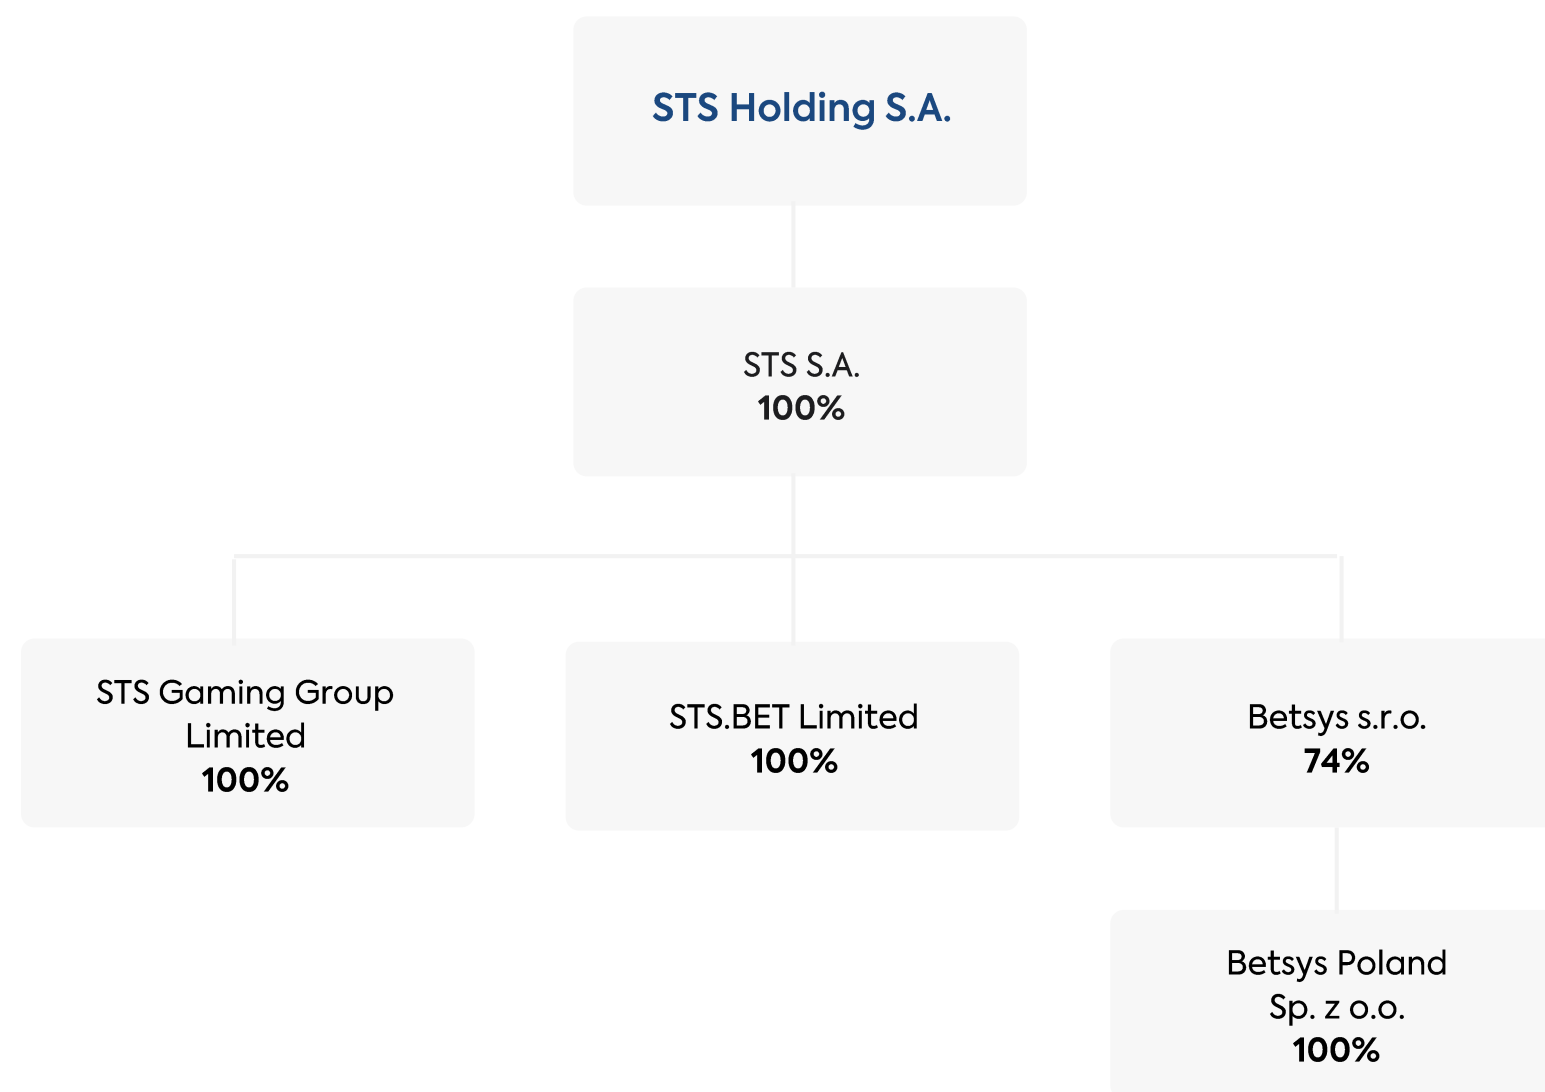 STS Holding S.A.
STS S.A.
100%
STS Gaming Group
Limited
100%
STS.BET Limited
100%
Betsys s.r.o.
74%
Betsys Poland
Sp. z o.o.
100%